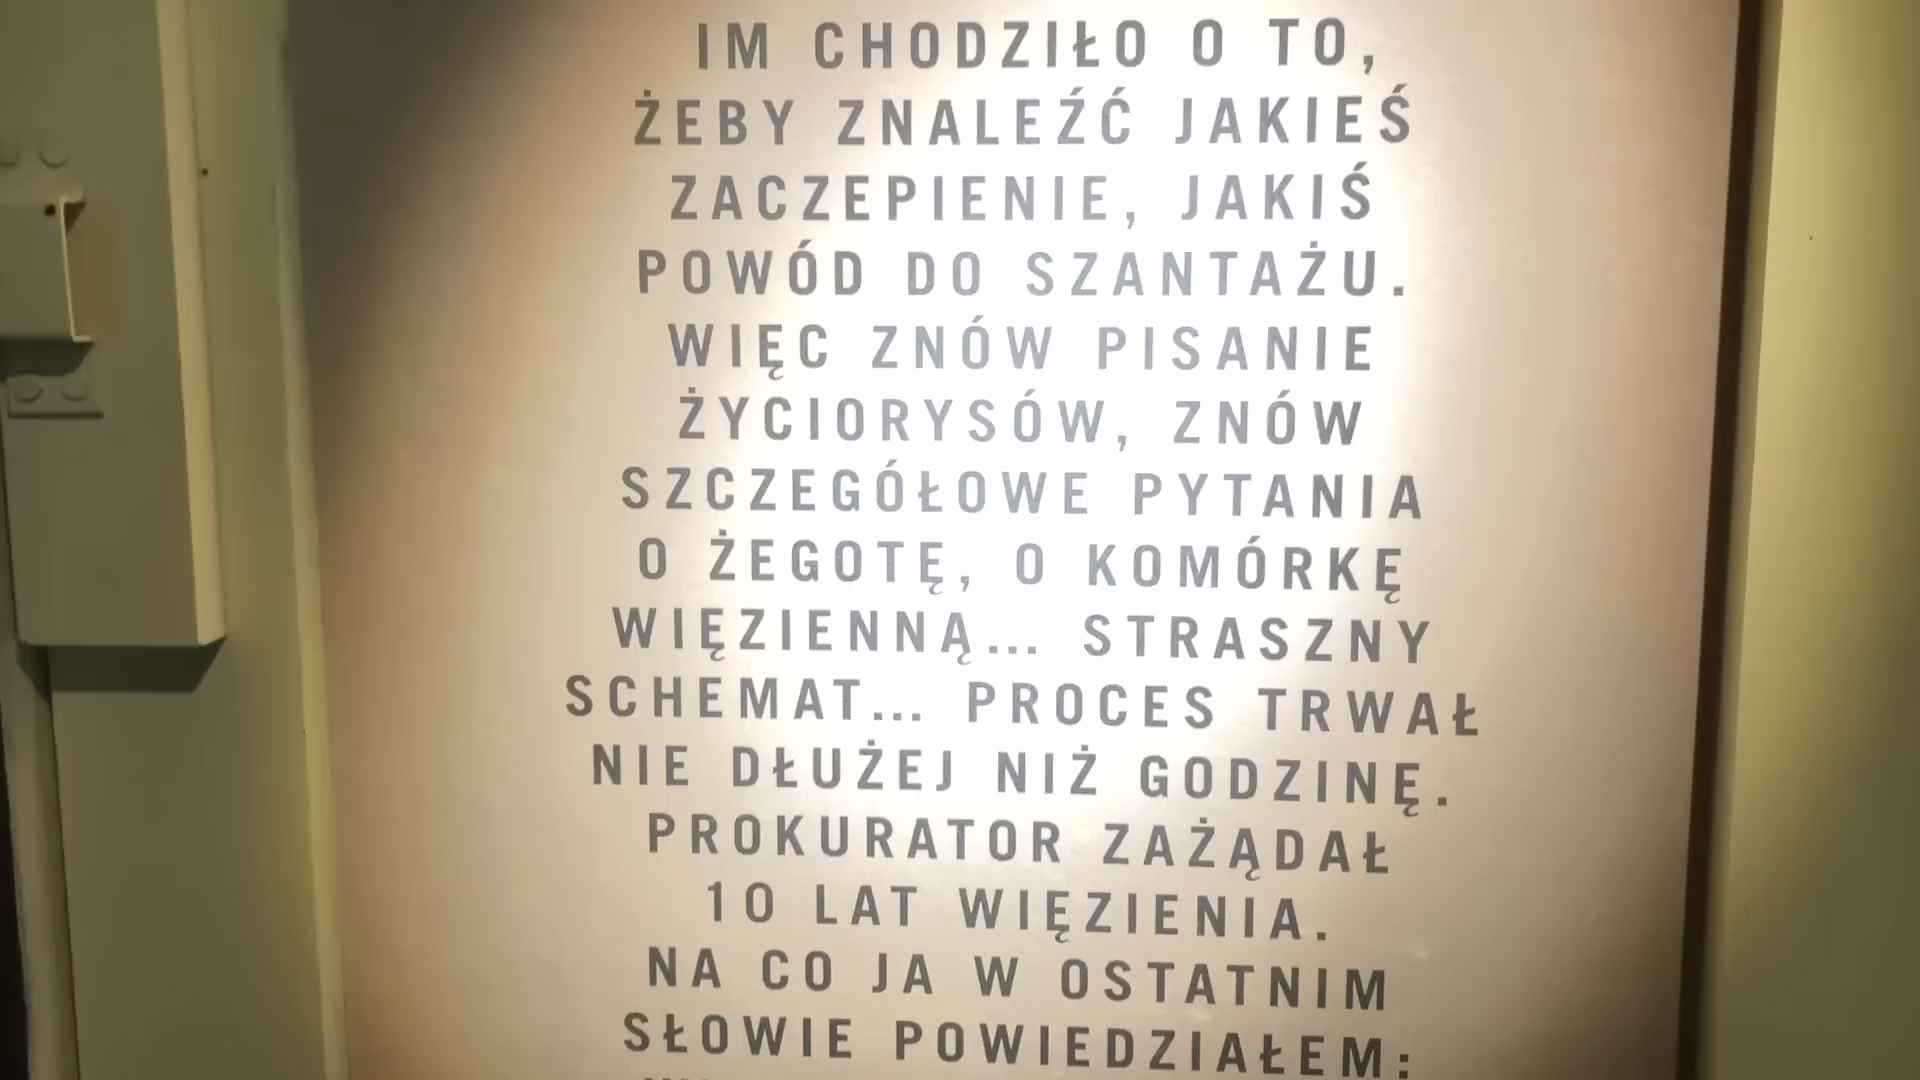 IM CHODZIŁO O TO,
ŻEBY ZNALEŹĆ JAKIEŚ
ZACZEPIENIE, JAKIŚ
POWÓD DO SZANTAŻU.
WIĘC ZNÓW PISANIE
ŻYCIORYSÓW, ZNÓW
SZCZEGÓŁOWE PYTANIA
O ŻEGOTĘ, O KOMÓRKĘ
WIĘZIENNĄ... STRASZNY
SCHEMAT... PROCES TRWAŁ
NIE DŁUŻEJ NIŻ GODZINĘ.
PROKURATOR ZAŻĄDAŁ
10 LAT WIĘZIENIA.
NA CO JA W OSTATNIM
SŁOWIE POWIEDZIAŁEM: